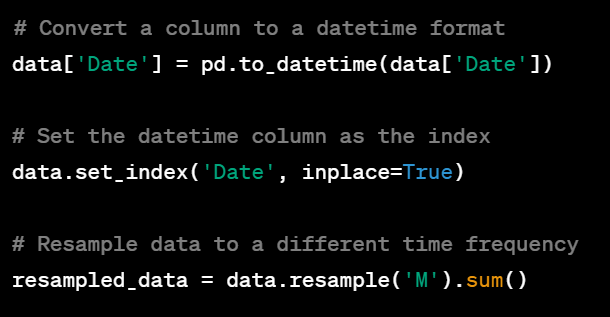 # Convert a column to a datetime format
data['Date'] = pd.to_datetime(data['Date'])
# Set the datetime column as the index
data.set_index('Date', inplace=True)
# Resample data to a different time frequency
resampled_data = data.resample('M').sum()